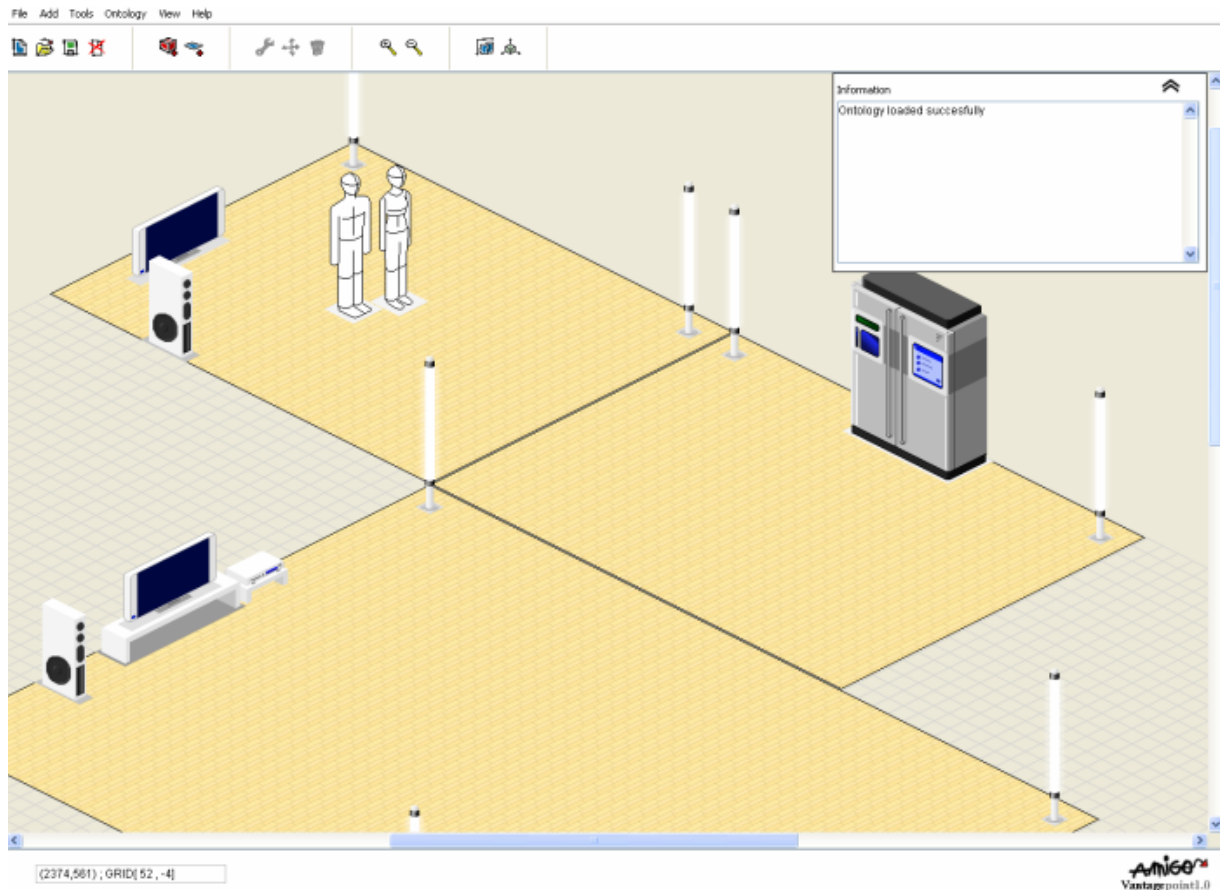 File Add Tools Ontology View Help
Information
Ontology loaded succesfully
(2374,561) ; GRID[ 52 , -4]
AMIGO
Vantagepoint1.0